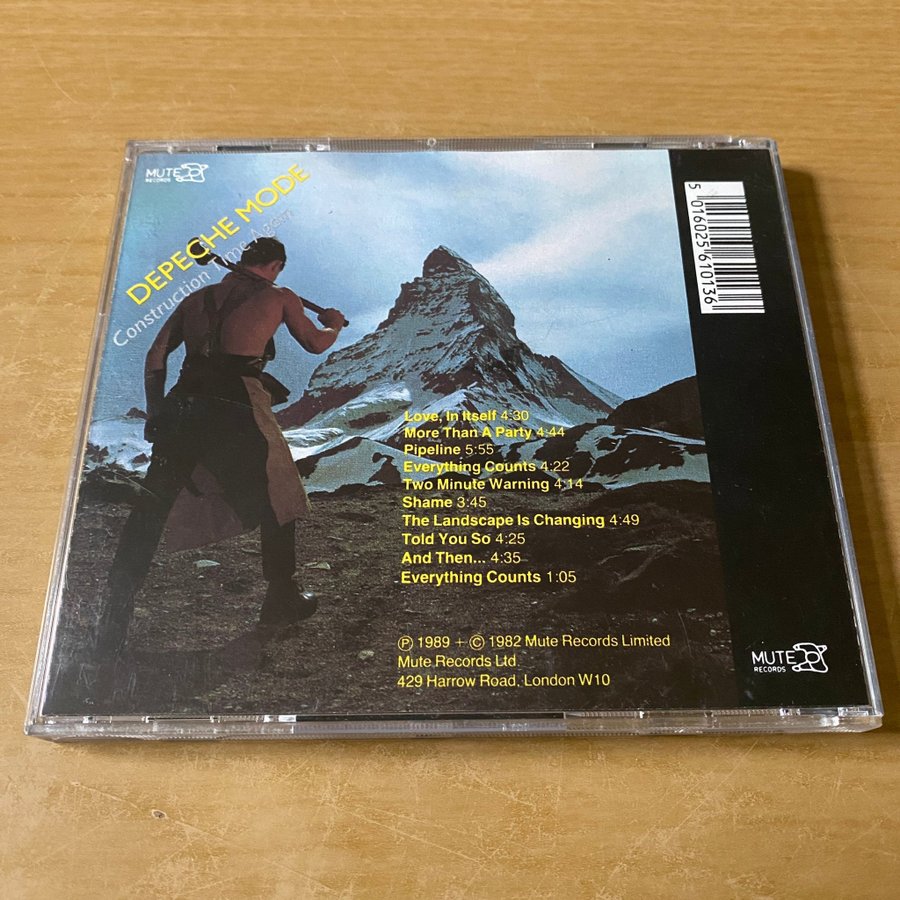 MUTE
RECORDS
DEPECHE MODE
Construction Time Again
5 016025 610136
Love, In Itself 4:30
More Than A Party 4:44
Pipeline 5:55
Everything Counts 4:22
Two Minute Warning 4:14
Shame 3:45
The Landscape Is Changing 4:49
Told You So 4:25
And Then... 4:35
Everything Counts 1:05
Ⓟ 1989 + © 1982 Mute Records Limited
Mute Records Ltd
429 Harrow Road, London W10
MUTE
RECORDS